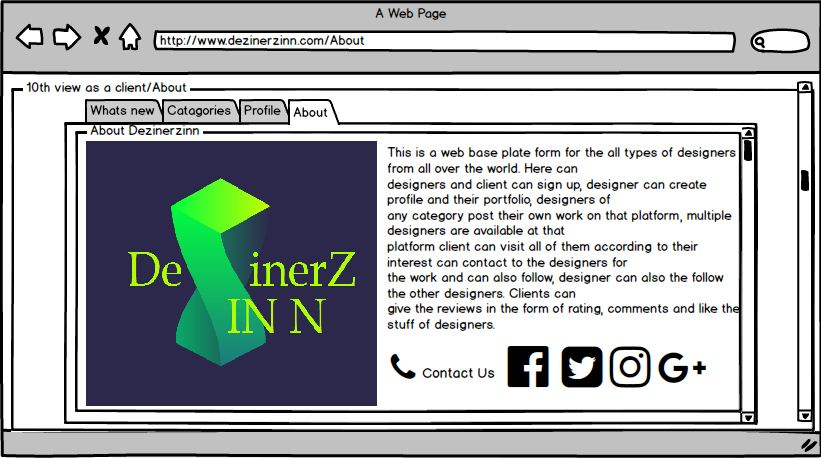 A Web Page
http://www.dezinerzinn.com/About
10th view as a client/About
Whats new Catagories Profile About
About Dezinerzinn
This is a web base plate form for the all types of designers
from all over the world. Here can
designers and client can sign up, designer can create
profile and their portfolio, designers of
any category post their own work on that platform, multiple
designers are available at that
platform client can visit all of them according to their
interest can contact to the designers for
the work and can also follow, designer can also the follow
the other designers. Clients can
give the reviews in the form of rating, comments and like the
stuff of designers.
De inerZ
INN N
Contact Us